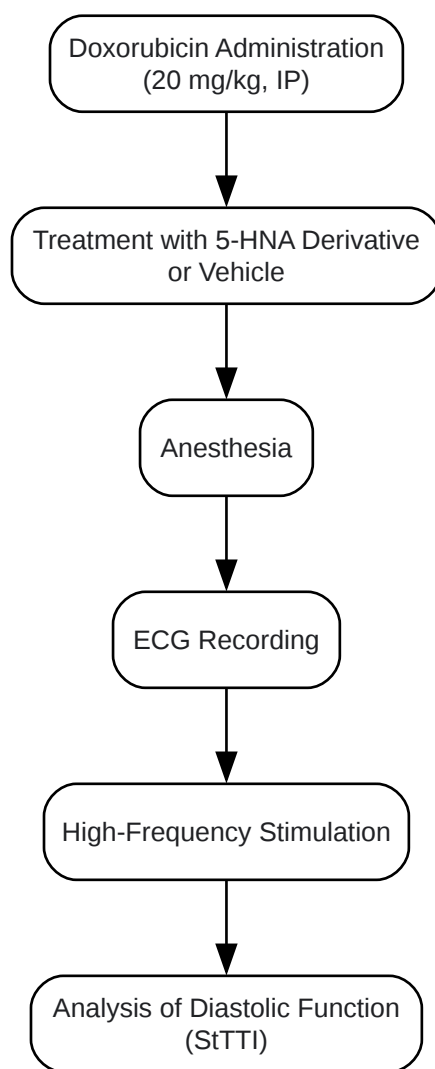 Doxorubicin Administration
(20 mg/kg, IP)
Treatment with 5-HNA Derivative
or Vehicle
Anesthesia
ECG Recording
High-Frequency Stimulation
Analysis of Diastolic Function
(StTTI)